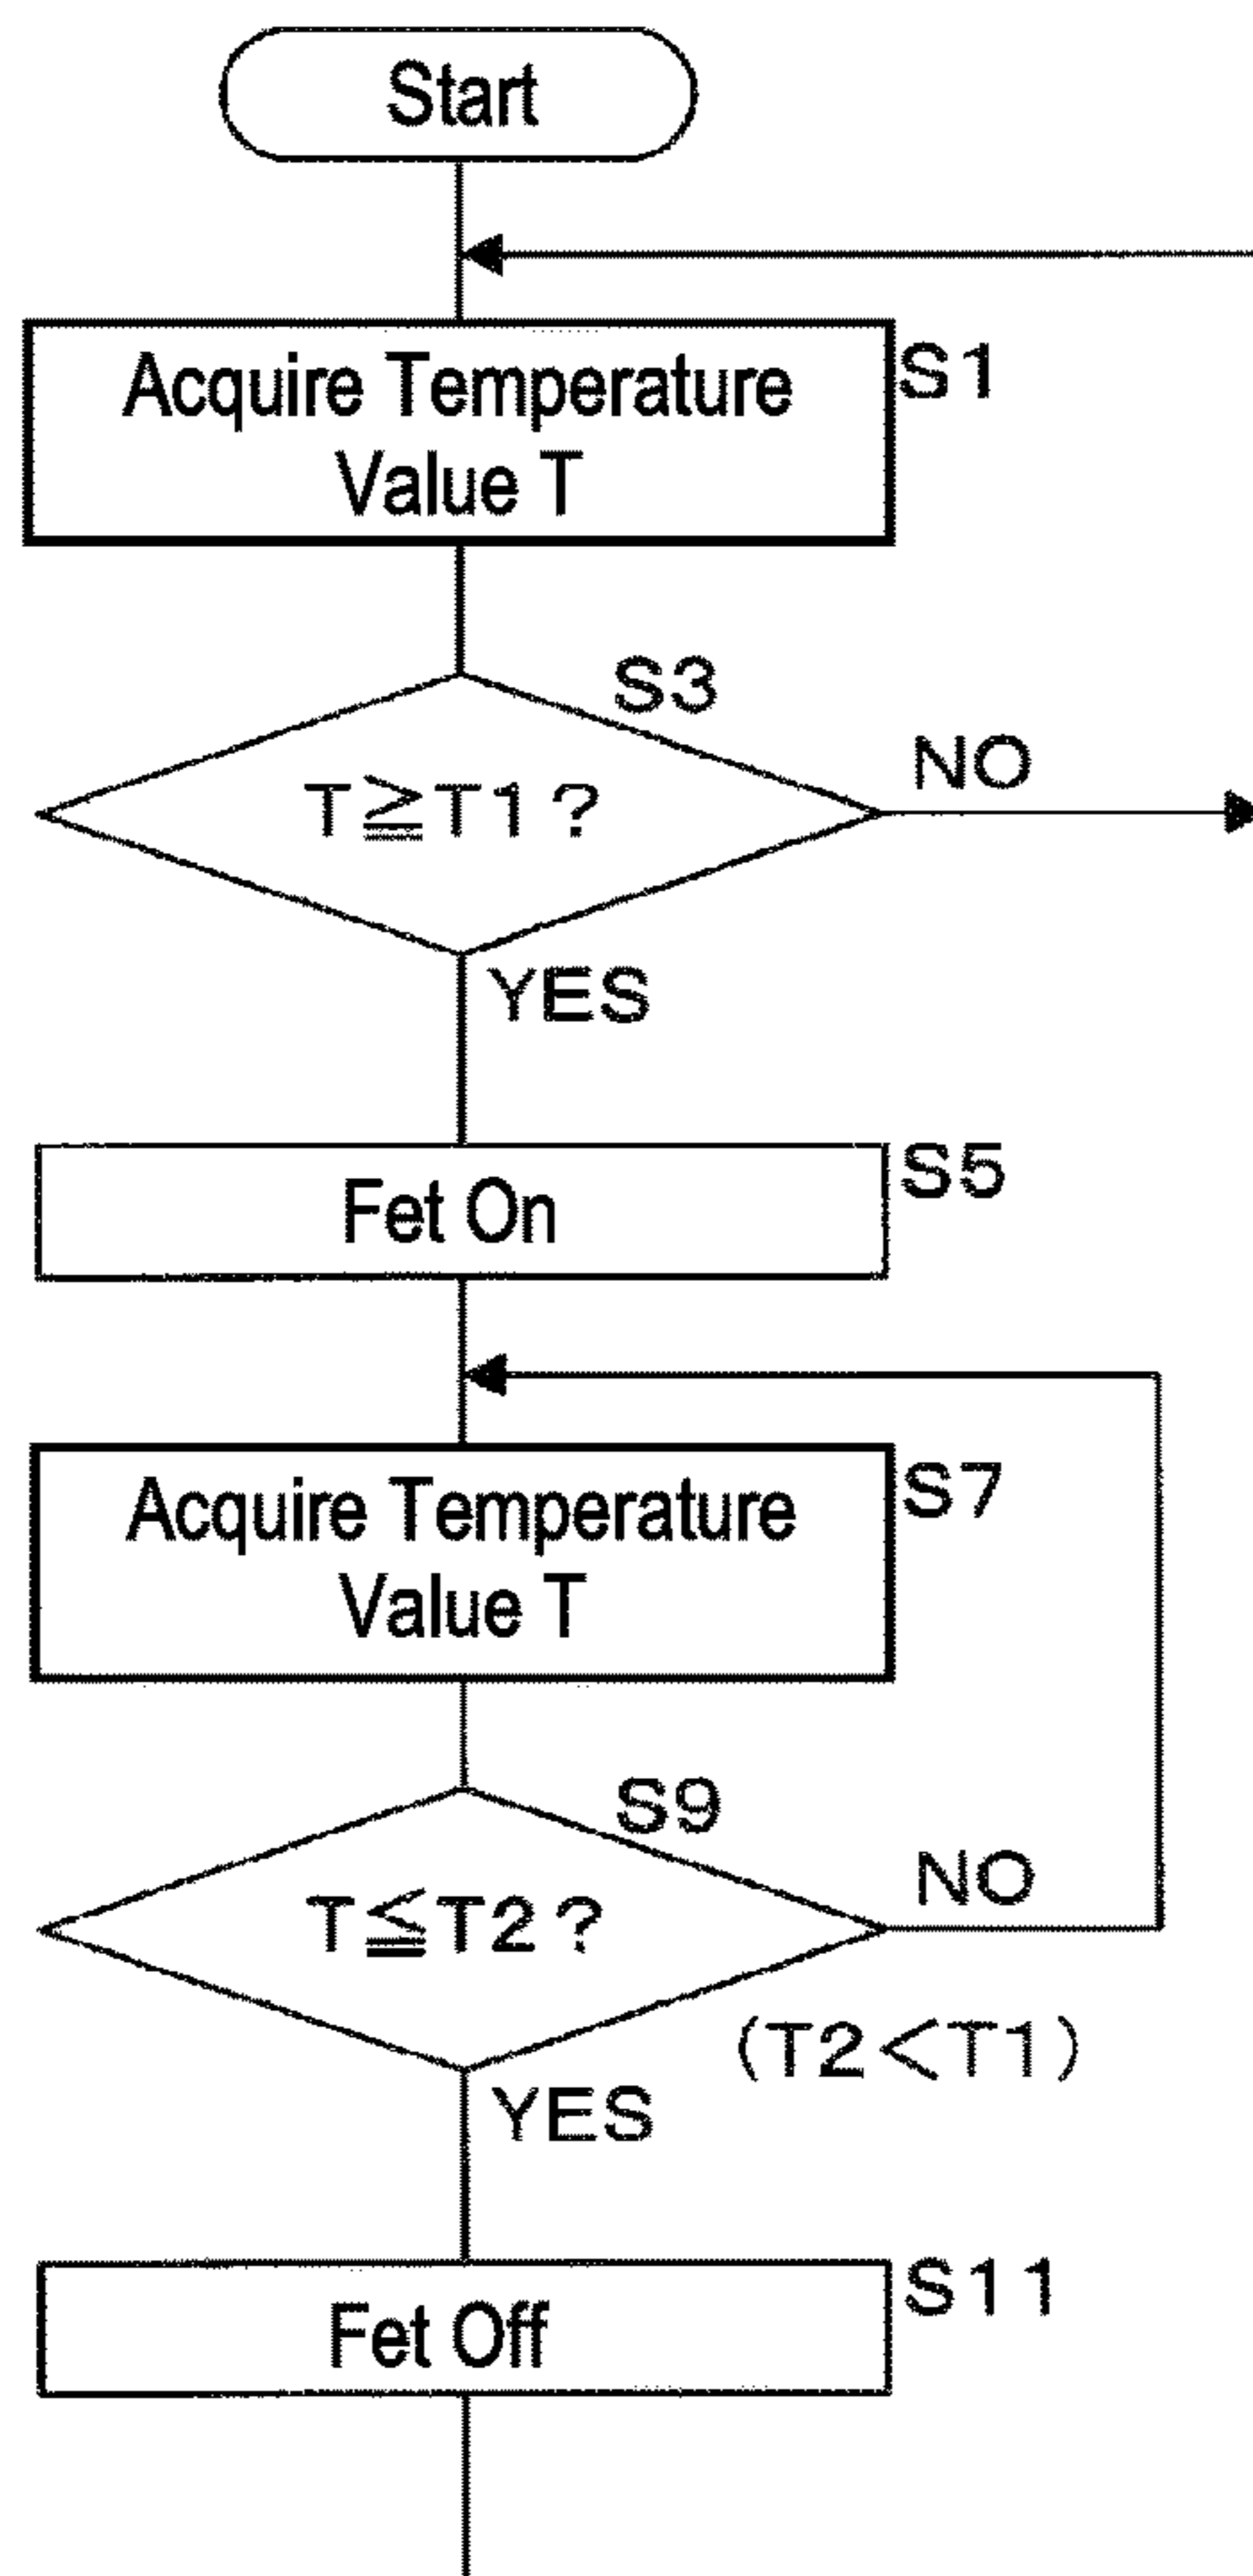 Start
Acquire Temperature
Value T
S1
S3
T≧T1?
NO
YES
Fet On
S5
Acquire Temperature
Value T
S7
S9
T≦T2?
NO
(T2<T1)
YES
Fet Off
S11